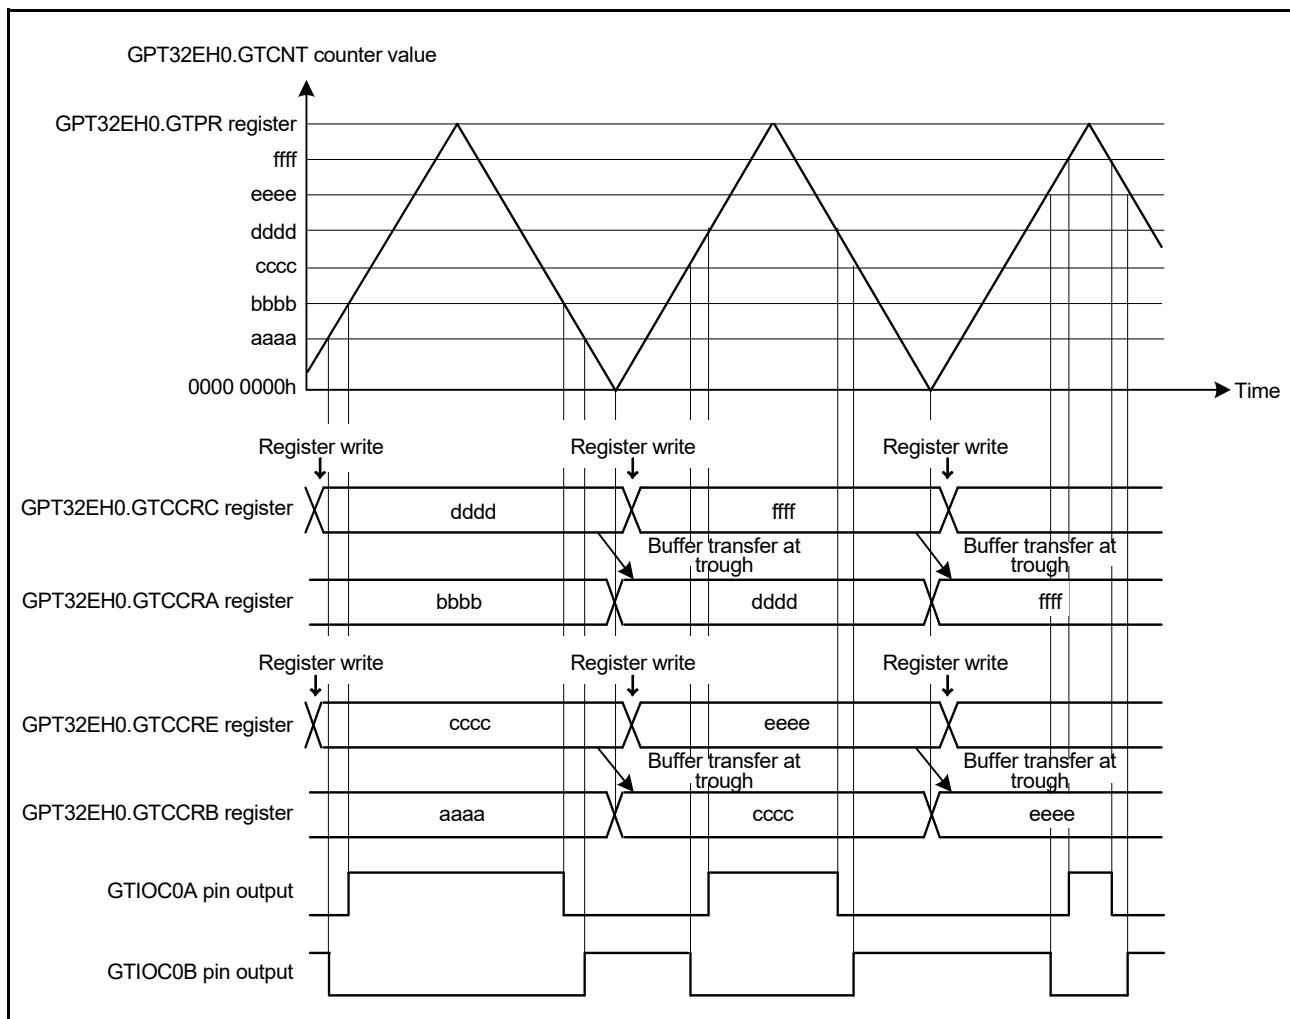 GPT32EH0.GTCNT counter value
GPT32EH0.GTPR register
ffff
eeee
dddd
cccc
bbbb
aaaa
0000 0000h
Time
Register write Register write Register write
GPT32EH0.GTCCRC register dddd ffff
Buffer transfer at Buffer transfer at
trough trough
GPT32EH0.GTCCRA register bbbb dddd ffff
Register write Register write Register write
GPT32EH0.GTCCRE register cccc eeee
Buffer transfer at Buffer transfer at
trough trough
GPT32EH0.GTCCRB register aaaa cccc eeee
GTIOC0A pin output
GTIOC0B pin output